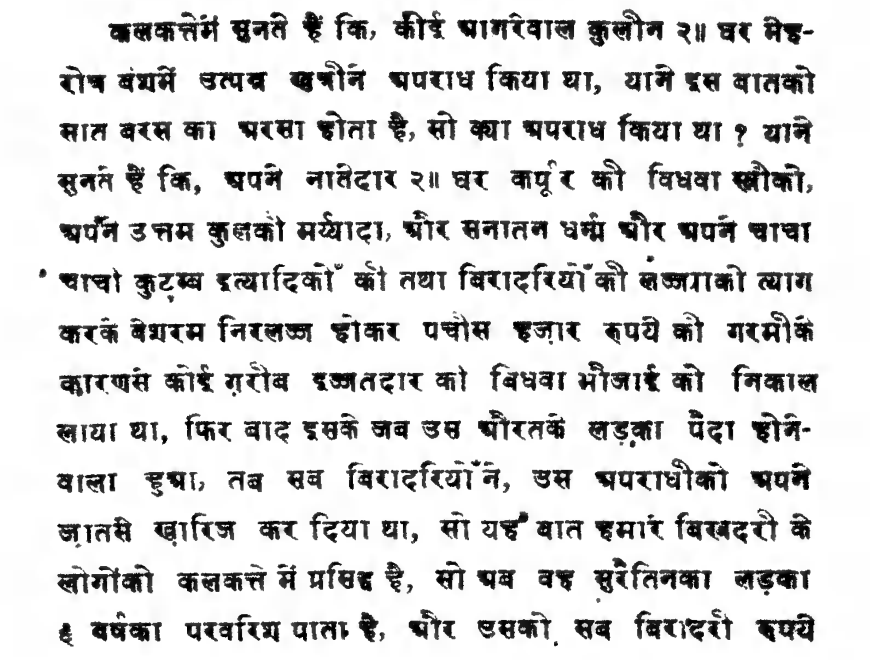 कलकत्तेमें सुनते हैं कि, कोई आगरेवाल कुलीन २॥ घर मेह-
रोत्र बंशमें उत्पन्न खत्रीने अपराध किया था, याने इस बातको
सात बरस का अरसा होता है, सो क्या अपराध किया था ? याने
सुनते हैं कि, अपने नातेदार २॥ घर कर्पूर की विधवा स्त्रीको,
अपने उत्तम कुलकी मर्य्यादा, और सनातन धर्म्म और अपने चाचा
चाची कुटुम्ब इत्यादिकोँ की तथा बिरादरियोँकी लज्जाको त्याग
करके बेशरम निरलज्ज होकर पचीस हज़ार रुपये की गरमीके
कारणसे कोई ग़रीब इज्जतदार की बिधवा भौजाई को निकाल
लाया था, फिर बाद इसके जब उस औरतके लड़का पैदा होने-
वाला हुआ, तब सब बिरादरियोँने, उस अपराधीको अपने
ज़ातसे ख़ारिज कर दिया था, सो यह बात हमारे बिरादरी के
लोगोंको कलकत्ते में प्रसिद्ध है, सो अब वह सुरैतिनका लड़का
६ वर्षका परवरिश पाता है, और उसको सब बिरादरी रुपये